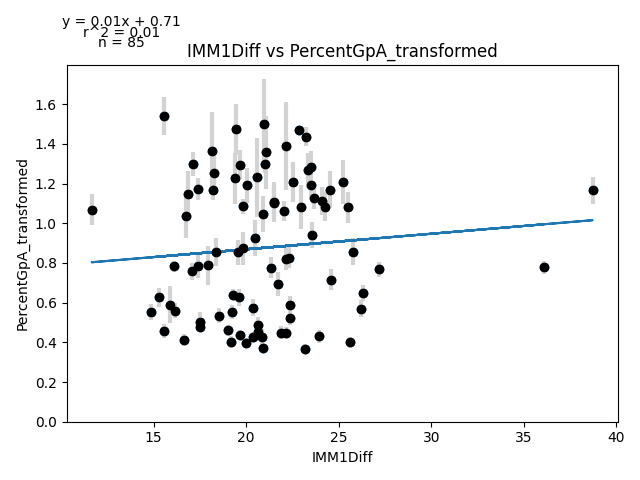 y = 0.01x + 0.71
r^2 = 0.01
n = 85
IMM1Diff vs PercentGpA_transformed
PercentGpA_transformed
1.6
1.4
1.2
1.0
0.8
0.6
0.4
0.2
0.0
15 20 25 30 35 40
IMM1Diff